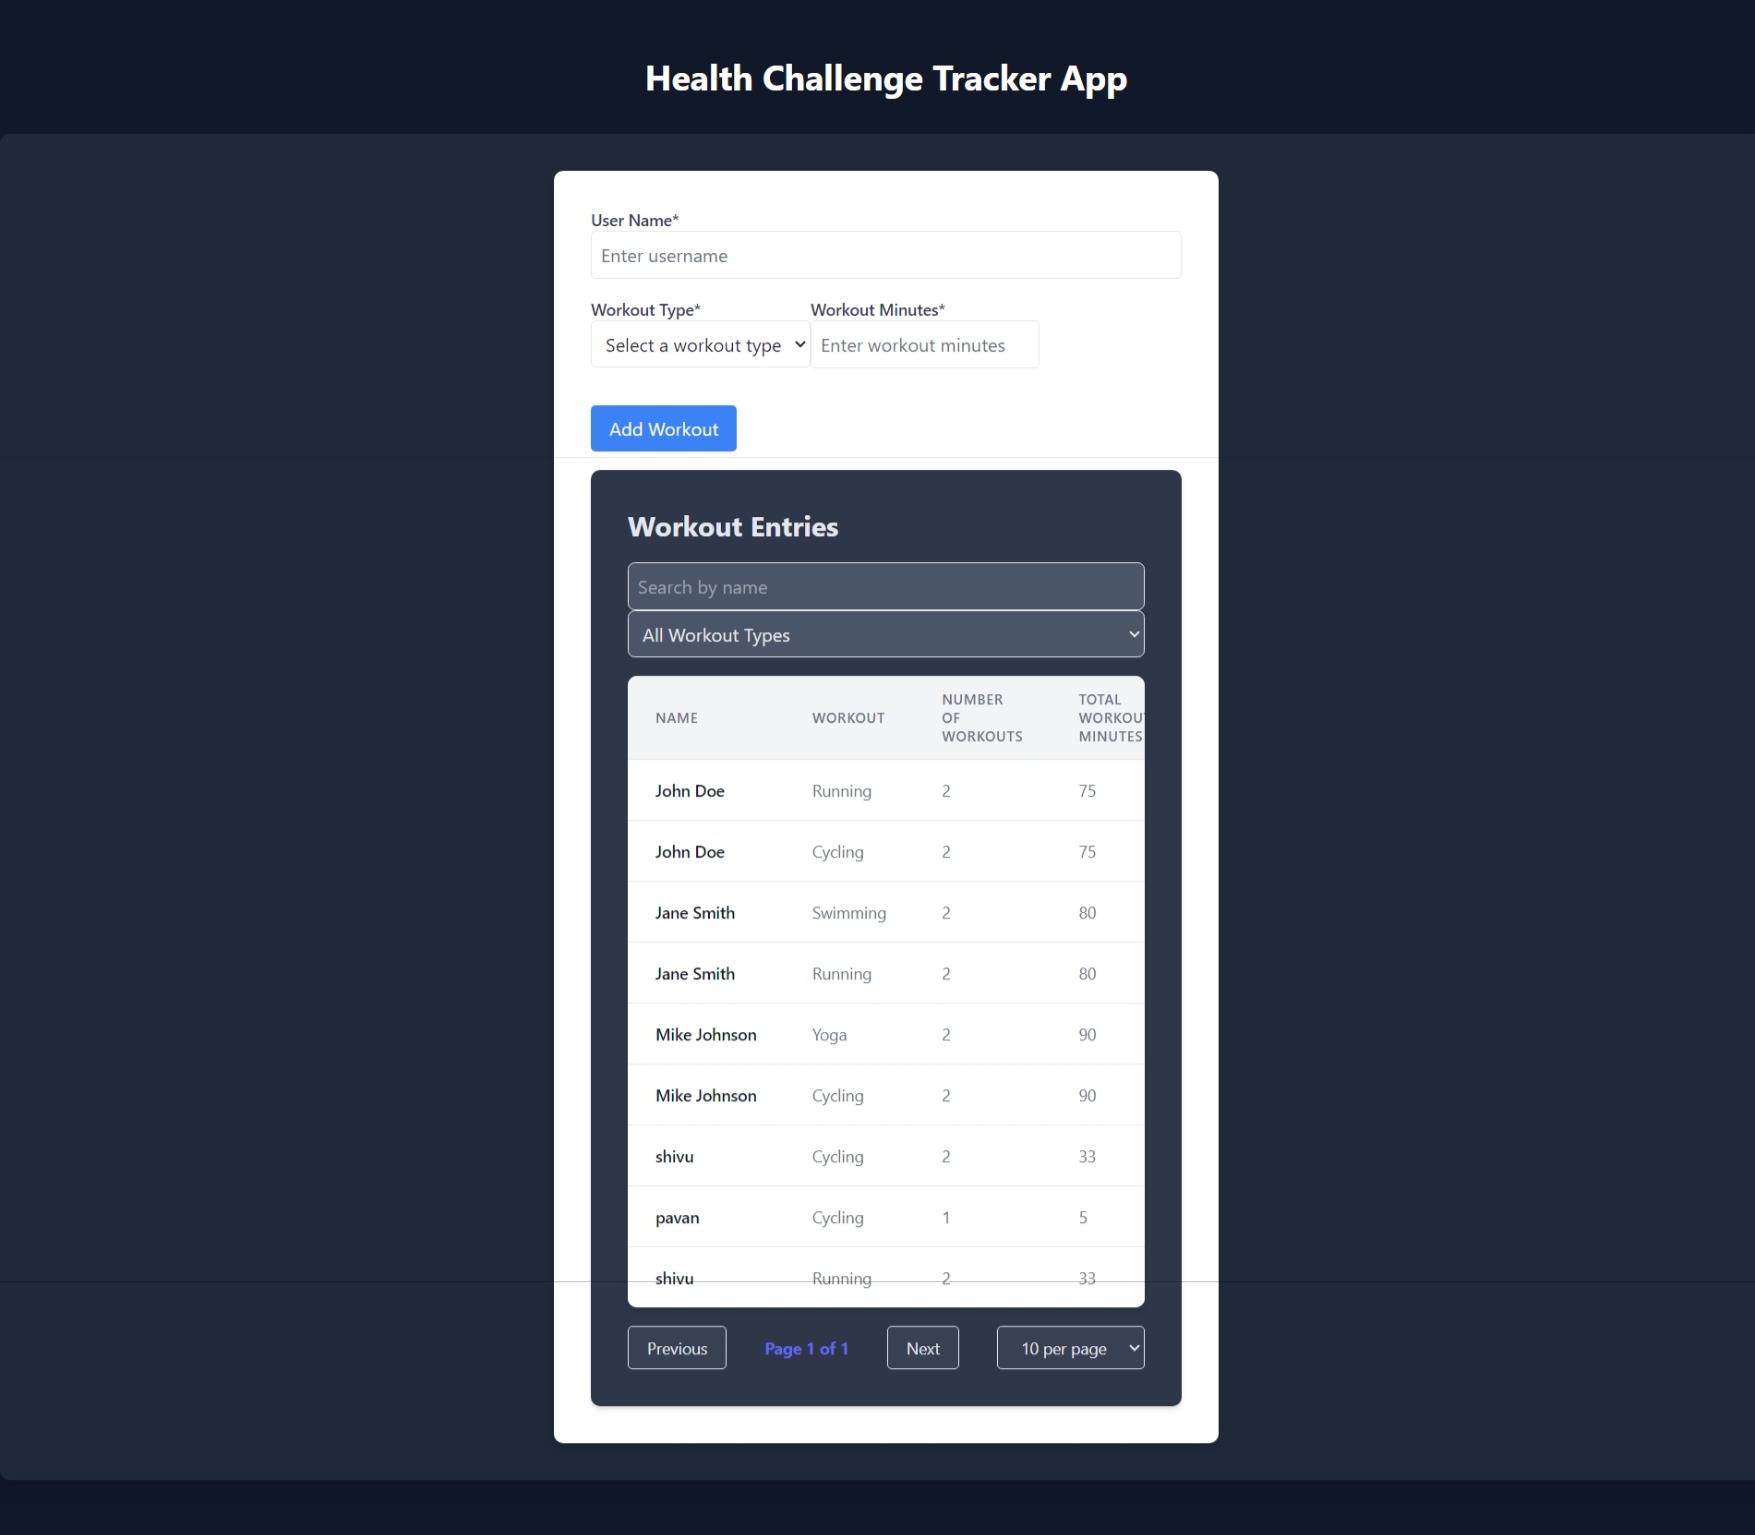 Health Challenge Tracker App
User Name*
Enter username
Workout Type* Workout Minutes*
Select a workout type Enter workout minutes
Add Workout
Workout Entries
Search by name
All Workout Types
NAME WORKOUT NUMBER OF WORKOUTS TOTAL WORKOU MINUTES
John Doe Running 2 75
John Doe Cycling 2 75
Jane Smith Swimming 2 80
Jane Smith Running 2 80
Mike Johnson Yoga 2 90
Mike Johnson Cycling 2 90
shivu Cycling 2 33
pavan Cycling 1 5
shivu Running 2 33
Previous Page 1 of 1 Next 10 per page